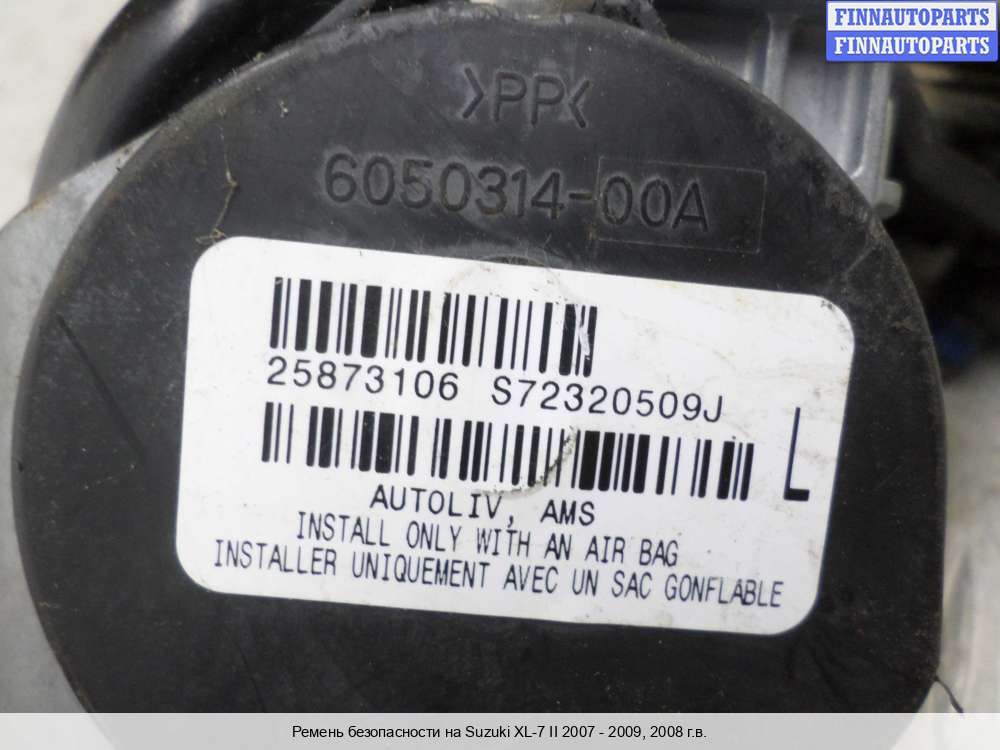 FINNAUTOPARTS
FINNAUTOPARTS
>PP<
6050314-00A
25873106 S72320509J
L
AUTOLIV, AMS
INSTALL ONLY WITH AN AIR BAG
INSTALLER UNIQUEMENT AVEC UN SAC GONFLABLE
Ремень безопасности на Suzuki XL-7 II 2007 - 2009, 2008 г.в.